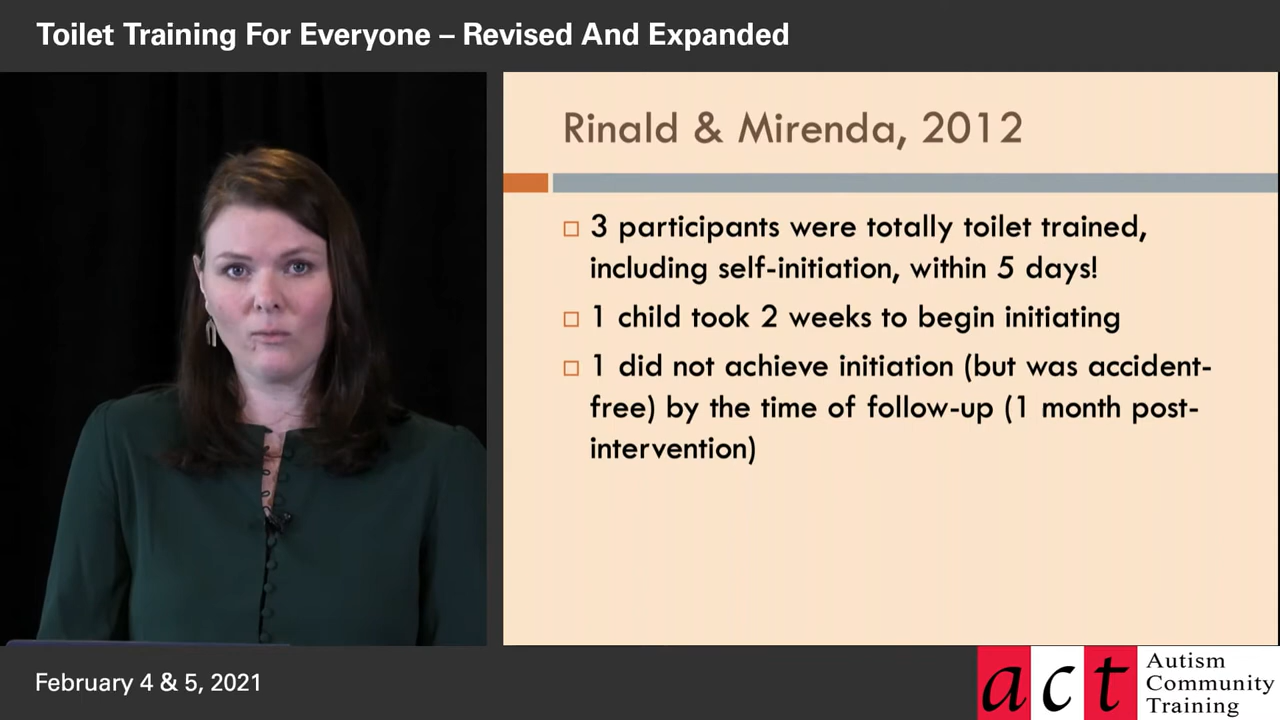 Toilet Training For Everyone – Revised And Expanded
Rinald & Mirenda, 2012
3 participants were totally toilet trained,
including self-initiation, within 5 days!
1 child took 2 weeks to begin initiating
1 did not achieve initiation (but was accident-
free) by the time of follow-up (1 month post-
intervention)
February 4 & 5, 2021
act
Autism
Community
Training